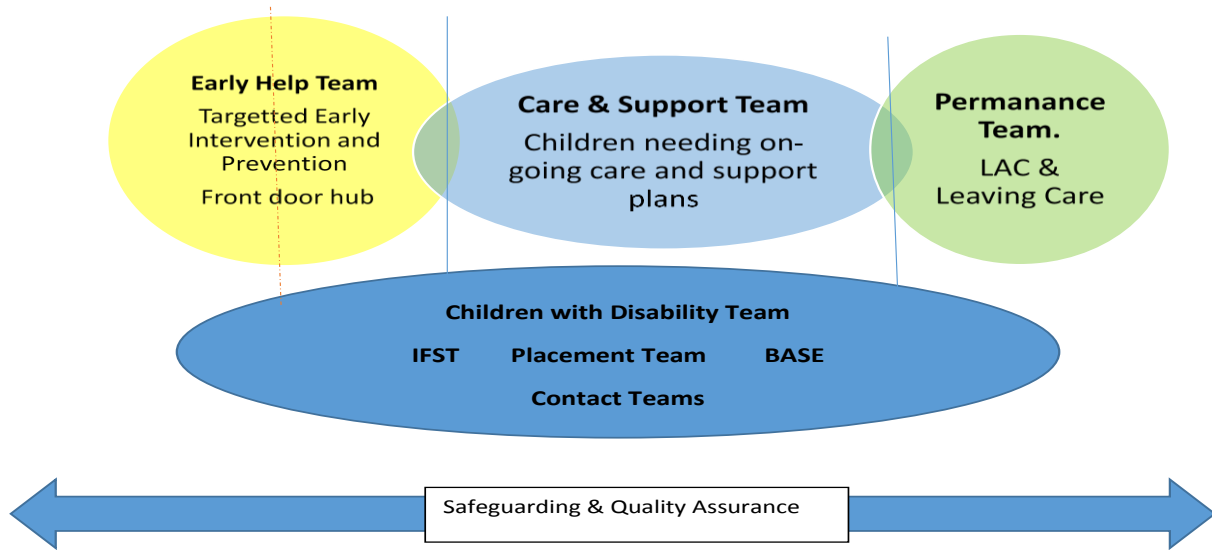 Early Help Team
Targetted Early
Intervention and
Prevention
Front door hub
Care & Support Team
Children needing on-
going care and support
plans
Permanance
Team.
LAC &
Leaving Care
Children with Disability Team
IFST Placement Team BASE
Contact Teams
Safeguarding & Quality Assurance